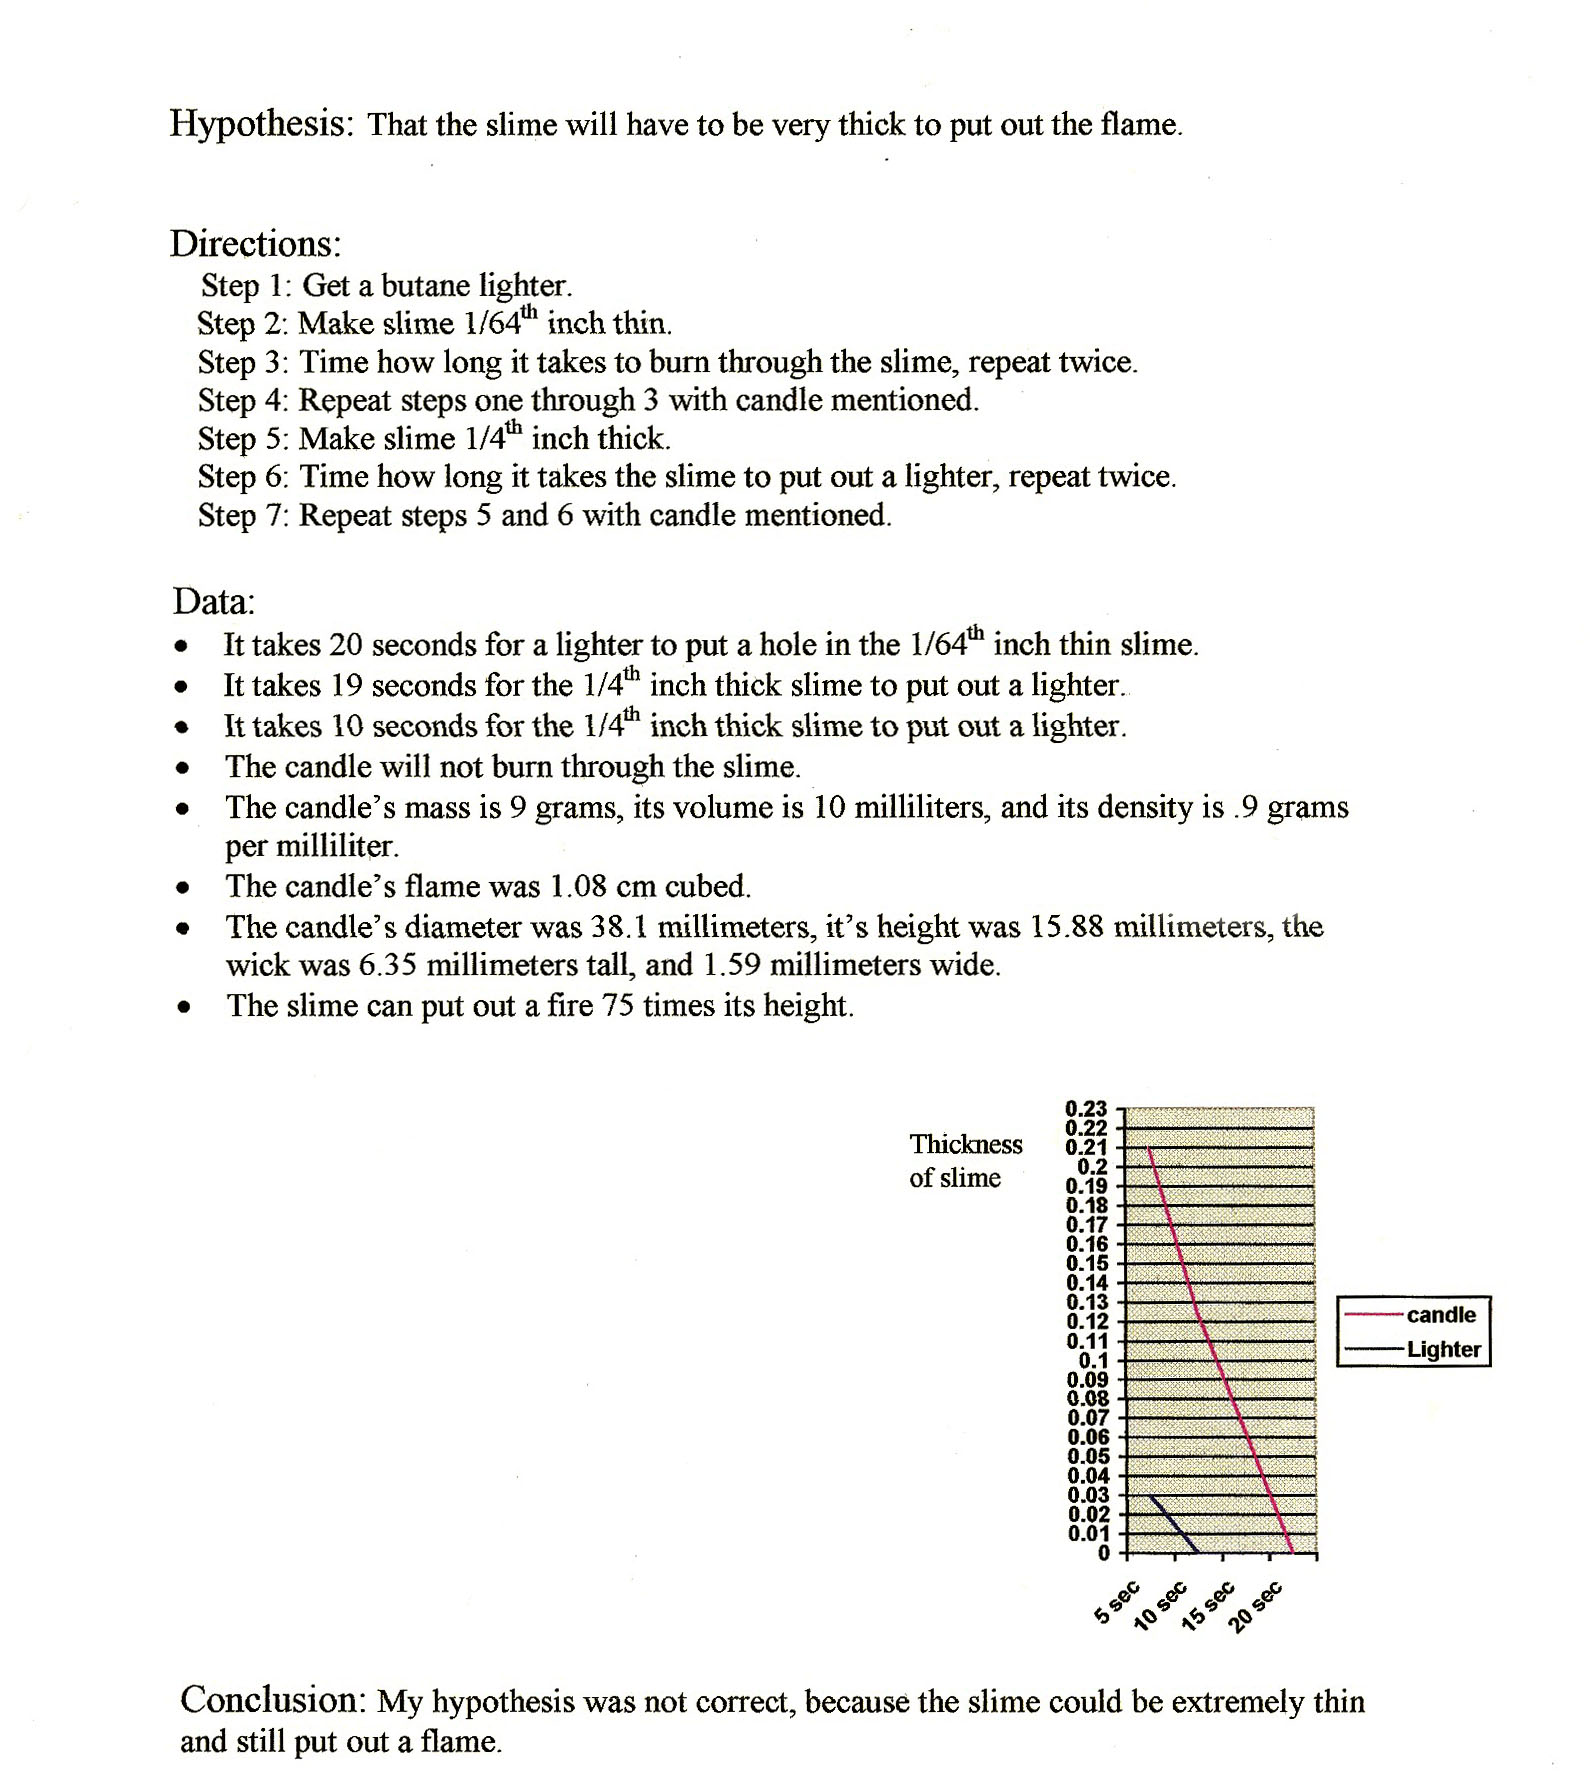 Hypothesis: That the slime will have to be very thick to put out the flame.
Directions:
Step 1: Get a butane lighter.
Step 2: Make slime 1/64th inch thin.
Step 3: Time how long it takes to burn through the slime, repeat twice.
Step 4: Repeat steps one through 3 with candle mentioned.
Step 5: Make slime 1/4th inch thick.
Step 6: Time how long it takes the slime to put out a lighter, repeat twice.
Step 7: Repeat steps 5 and 6 with candle mentioned.
Data:
• It takes 20 seconds for a lighter to put a hole in the 1/64th inch thin slime.
• It takes 19 seconds for the 1/4th inch thick slime to put out a lighter.
• It takes 10 seconds for the 1/4th inch thick slime to put out a lighter.
• The candle will not burn through the slime.
• The candle's mass is 9 grams, its volume is 10 milliliters, and its density is .9 grams
per milliliter.
• The candle's flame was 1.08 cm cubed.
• The candle's diameter was 38.1 millimeters, it's height was 15.88 millimeters, the
wick was 6.35 millimeters tall, and 1.59 millimeters wide.
• The slime can put out a fire 75 times its height.
Thickness
of slime
0.23
0.22
0.21
0.2
0.19
0.18
0.17
0.16
0.15
0.14
0.13
0.12
0.11
0.1
0.09
0.08
0.07
0.06
0.05
0.04
0.03
0.02
0.01
0
5 sec
10 sec
15 sec
20 sec
candle
Lighter
Conclusion: My hypothesis was not correct, because the slime could be extremely thin
and still put out a flame.